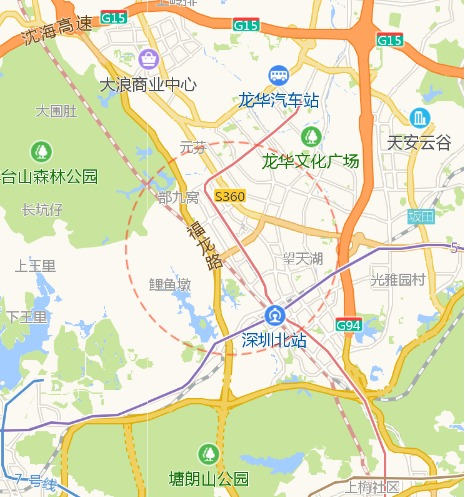 沈海高速
G15
G15
G15
大浪商业中心
龙华汽车站
大围肚
元芬
龙华文化广场
天安云谷
台山森林公园
长坑仔
部九窝
S360
坂田
福龙路
上王里
鲤鱼墩
望天湖
5
光雅园村
下王里
深圳北站
G94
7号线
塘朗山公园
上梅社区